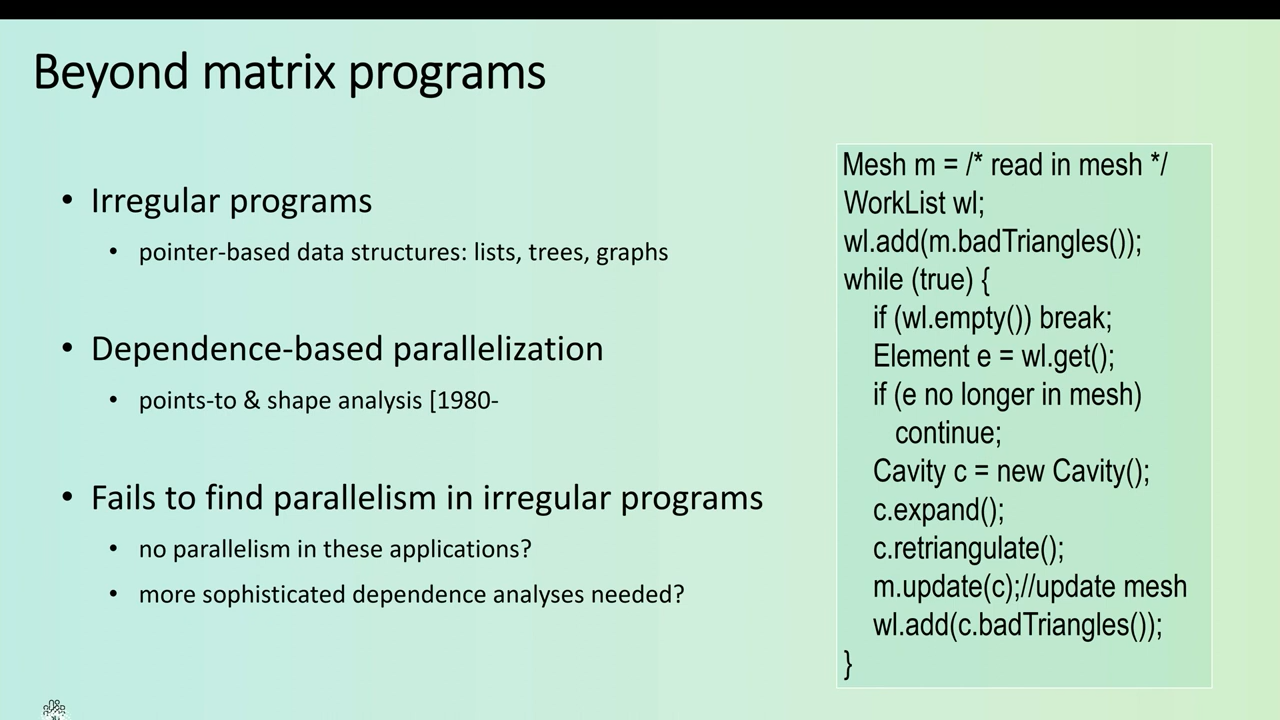 Beyond matrix programs
• Irregular programs
• pointer-based data structures: lists, trees, graphs
• Dependence-based parallelization
• points-to & shape analysis [1980-
• Fails to find parallelism in irregular programs
• no parallelism in these applications?
• more sophisticated dependence analyses needed?
Mesh m = /* read in mesh */
WorkList wl;
wl.add(m.badTriangles());
while (true) {
if (wl.empty()) break;
Element e = wl.get();
if (e no longer in mesh)
continue;
Cavity c = new Cavity();
c.expand();
c.retriangulate();
m.update(c);//update mesh
wl.add(c.badTriangles());
}